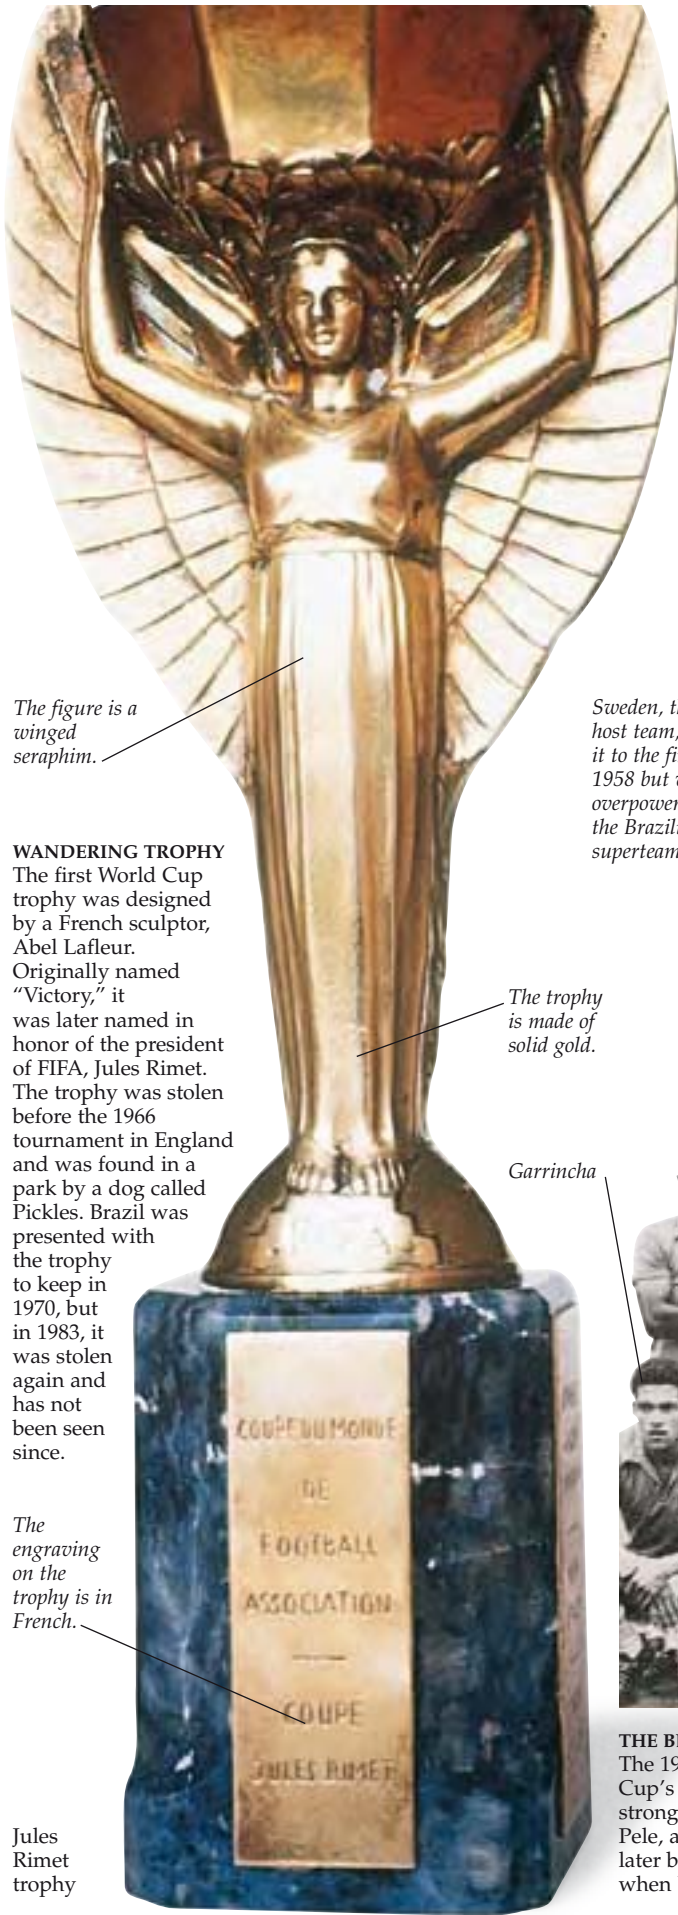 The figure is a
winged
seraphim.
WANDERING TROPHY
The first World Cup
trophy was designed
by a French sculptor,
Abel Lafleur.
Originally named
“Victory,” it
was later named in
honor of the president
of FIFA, Jules Rimet.
The trophy was stolen
before the 1966
tournament in England
and was found in a
park by a dog called
Pickles. Brazil was
presented with
the trophy
to keep in
1970, but
in 1983, it
was stolen
again and
has not
been seen
since.
The
engraving
on the
trophy is in
French.
Jules
Rimet
trophy
COUPE DU MONDE
DE
FOOTBALL
ASSOCIATION
COUPE
JULES RIMET
The trophy
is made of
solid gold.
Sweden,
host team,
it to the
1958 but
the
superteam
Garrincha
THE
The
Cup's
strong
Pele,
later
when